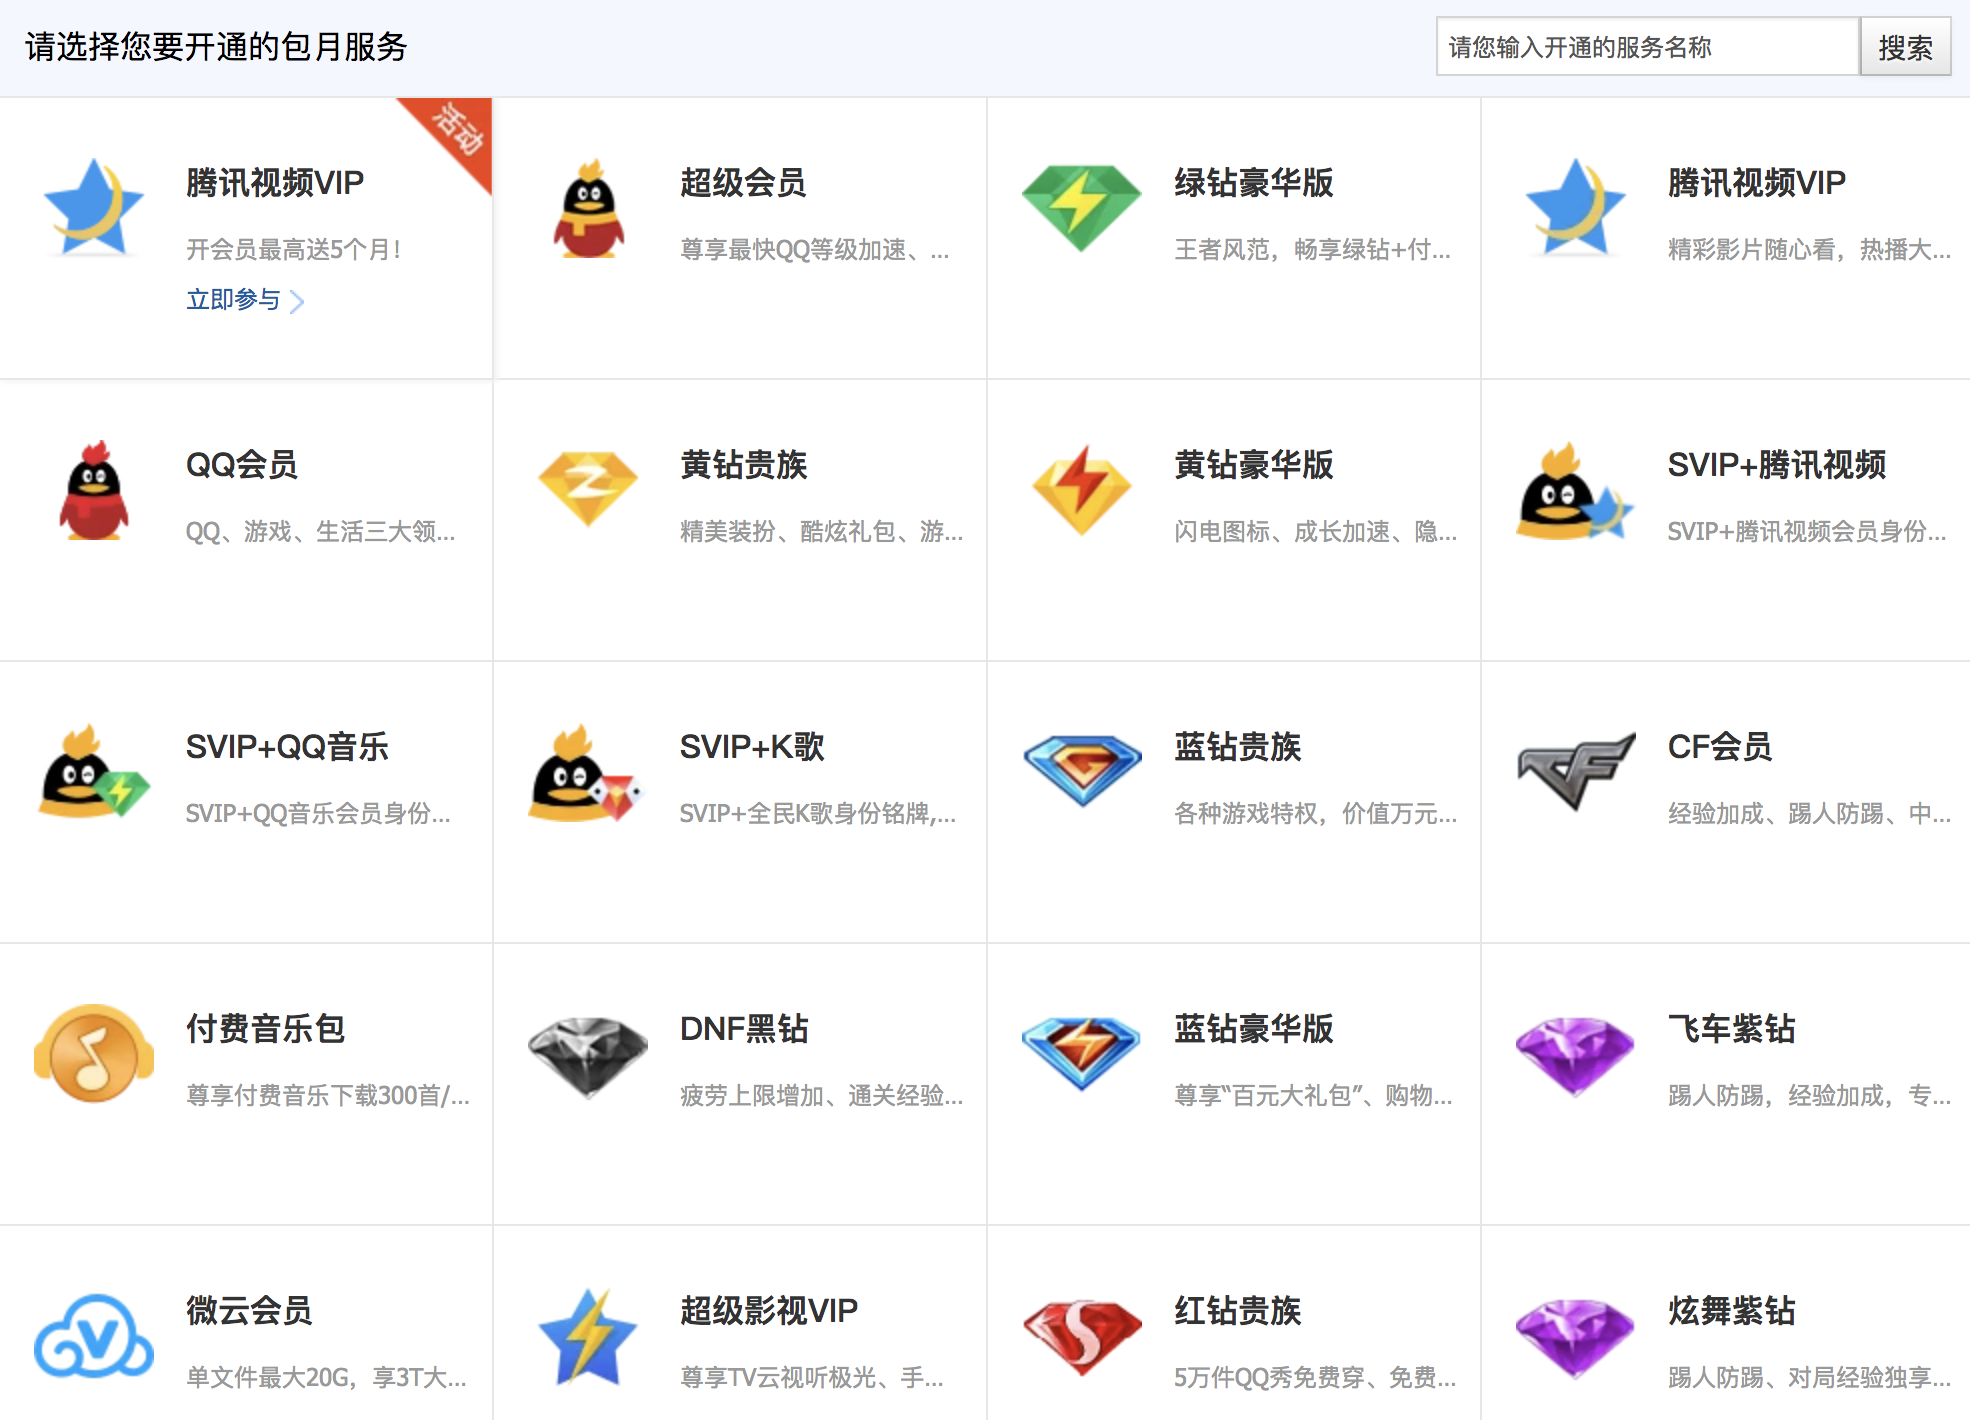 请选择您要开通的包月服务
请您输入开通的服务名称
搜索
活动
腾讯视频VIP
开会员最高送5个月!
立即参与
超级会员
尊享最快QQ等级加速、...
绿钻豪华版
王者风范，畅享绿钻+付...
腾讯视频VIP
精彩影片随心看，热播大...
QQ会员
QQ、游戏、生活三大领...
黄钻贵族
精美装扮、酷炫礼包、游...
黄钻豪华版
闪电图标、成长加速、隐...
SVIP+腾讯视频
SVIP+腾讯视频会员身份...
SVIP+QQ音乐
SVIP+QQ音乐会员身份...
SVIP+K歌
SVIP+全民K歌身份铭牌,...
蓝钻贵族
各种游戏特权，价值万元...
CF会员
经验加成、踢人防踢、中...
付费音乐包
尊享付费音乐下载300首/...
DNF黑钻
疲劳上限增加、通关经验...
蓝钻豪华版
尊享“百元大礼包”、购物...
飞车紫钻
踢人防踢，经验加成，专...
微云会员
单文件最大20G，享3T大...
超级影视VIP
尊享TV云视听极光、手...
红钻贵族
5万件QQ秀免费穿、免费...
炫舞紫钻
踢人防踢、对局经验独享...